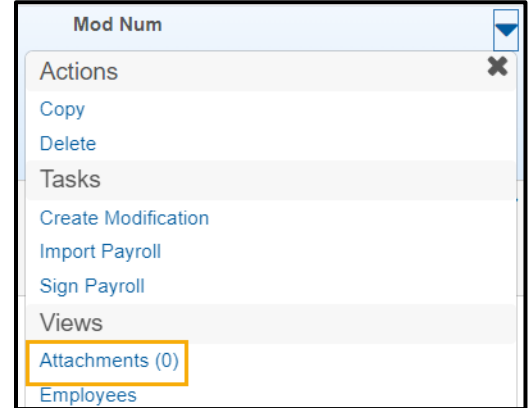 Mod Num
Actions
Copy
Delete
Tasks
Create Modification
Import Payroll
Sign Payroll
Views
Attachments (0)
Employees